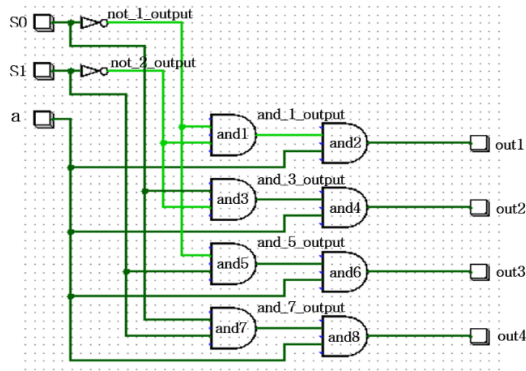 S0
not_1_output
S1
not_2_output
a
and_1_output
and1
and2
out1
and_3_output
and3
and4
out2
and_5_output
and5
and6
out3
and_7_output
and7
and8
out4